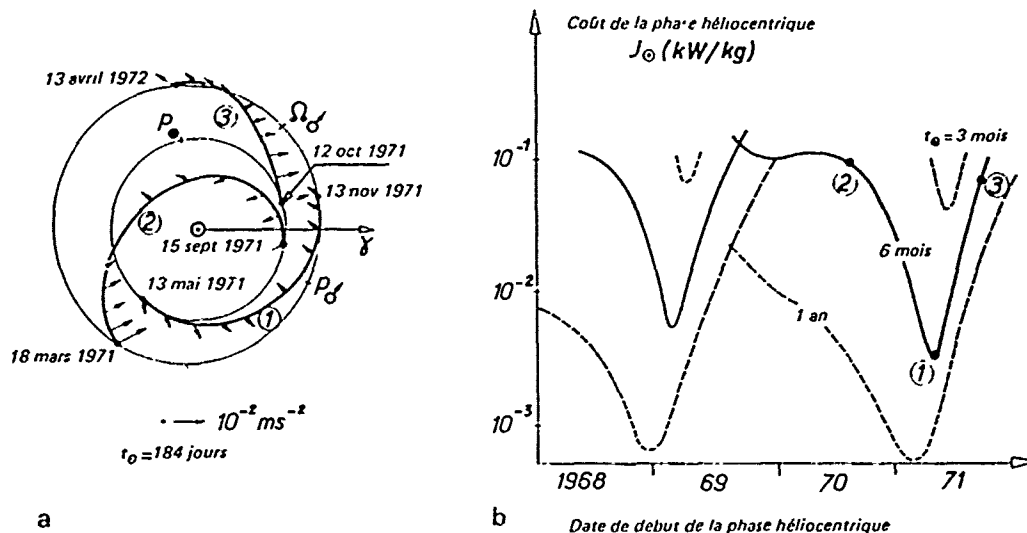 13 avril 1972
(3)
Ω♂
P
12 oct 1971
13 nov 1971
(2)
⊙
γ
15 sept 1971
13 mai 1971
P♂
(1)
18 mars 1971
10⁻² ms⁻²
t₀ = 184 jours
a
Coût de la phase héliocentrique
J⊙ (kW/kg)
10⁻¹
10⁻²
10⁻³
t₀ = 3 mois
(2)
(3)
6 mois
1 an
(1)
1968
69
70
71
b
Date de debut de la phase héliocentrique